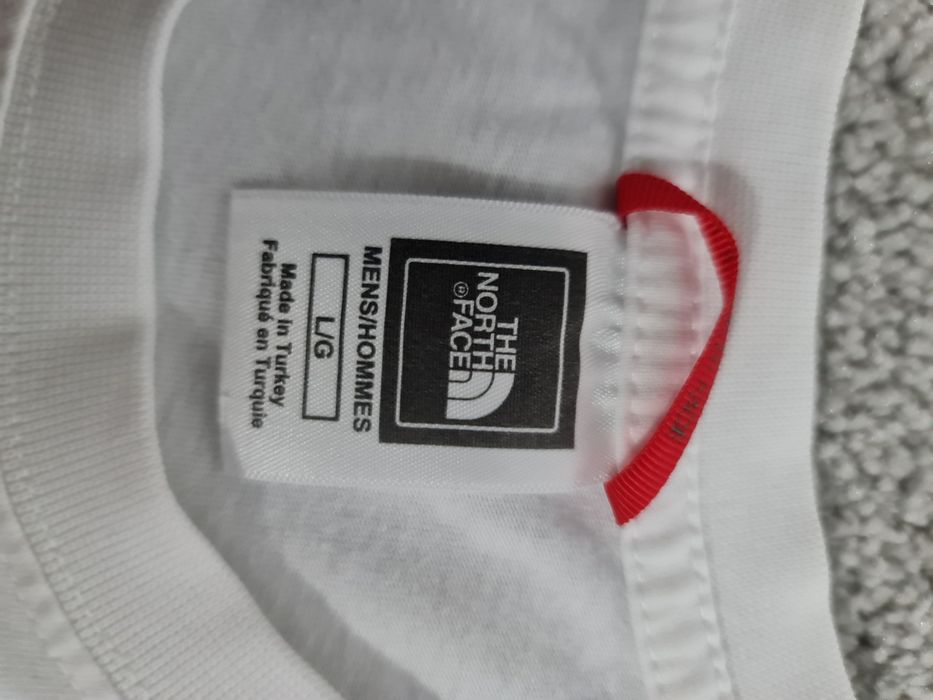 THE
NORTH
FACE
®
MENS/HOMMES
L/G
Made in Turkey
Fabriqué en Turquie